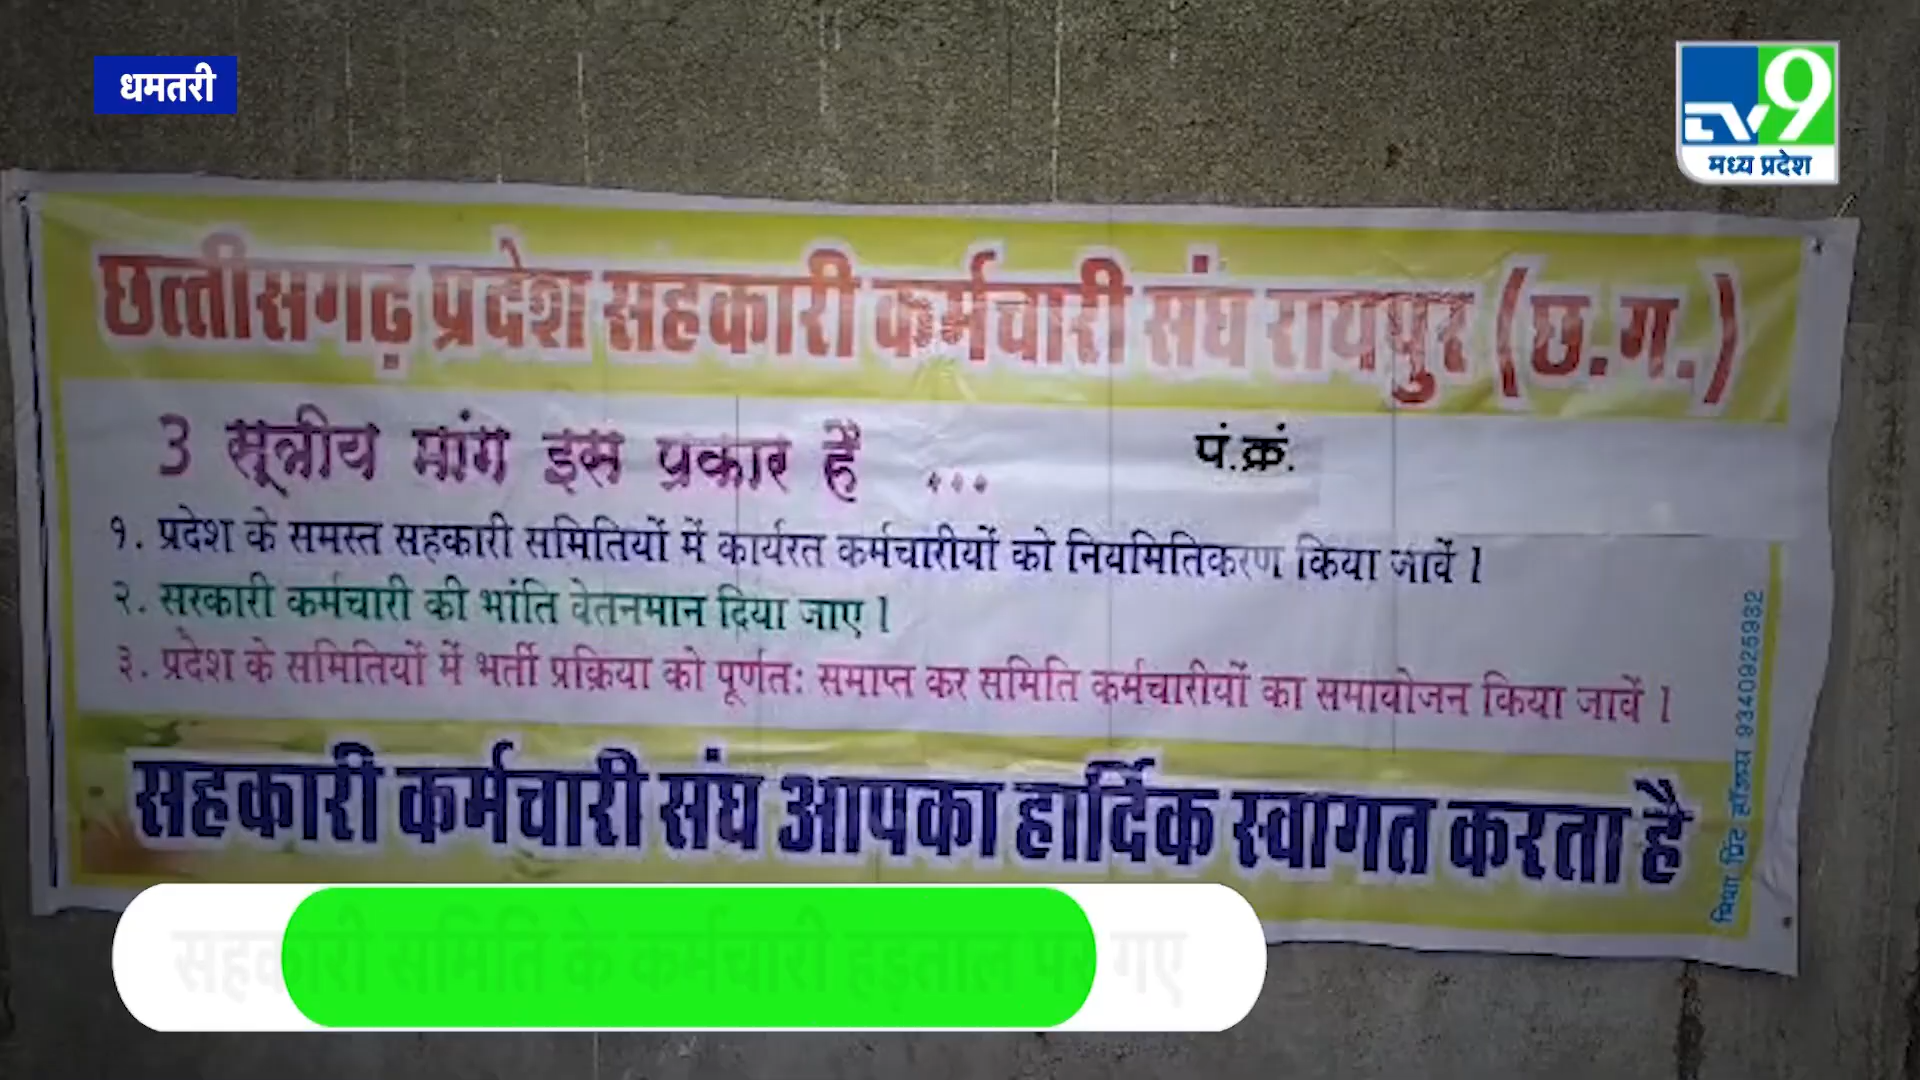 धमतरी
TV9
मध्य प्रदेश
छत्तीसगढ़ प्रदेश सहकारी कर्मचारी संघ रायपुर (छ.ग.)
3 सूत्रीय मांग इस प्रकार है ...
पं.क्रं.
१. प्रदेश के समस्त सहकारी समितियों में कार्यरत कर्मचारीयों को नियमितिकरण किया जावें ।
२. सरकारी कर्मचारी की भांति वेतनमान दिया जाए ।
३. प्रदेश के समितियों में भर्ती प्रक्रिया को पूर्णतः समाप्त कर समिति कर्मचारीयों का समायोजन किया जावें ।
सहकारी कर्मचारी संघ आपका हार्दिक स्वागत करता है
प्रिया प्रिंट हॉऊस 9340925932
सहकारी समिति के कर्मचारी हड़ताल पर गए